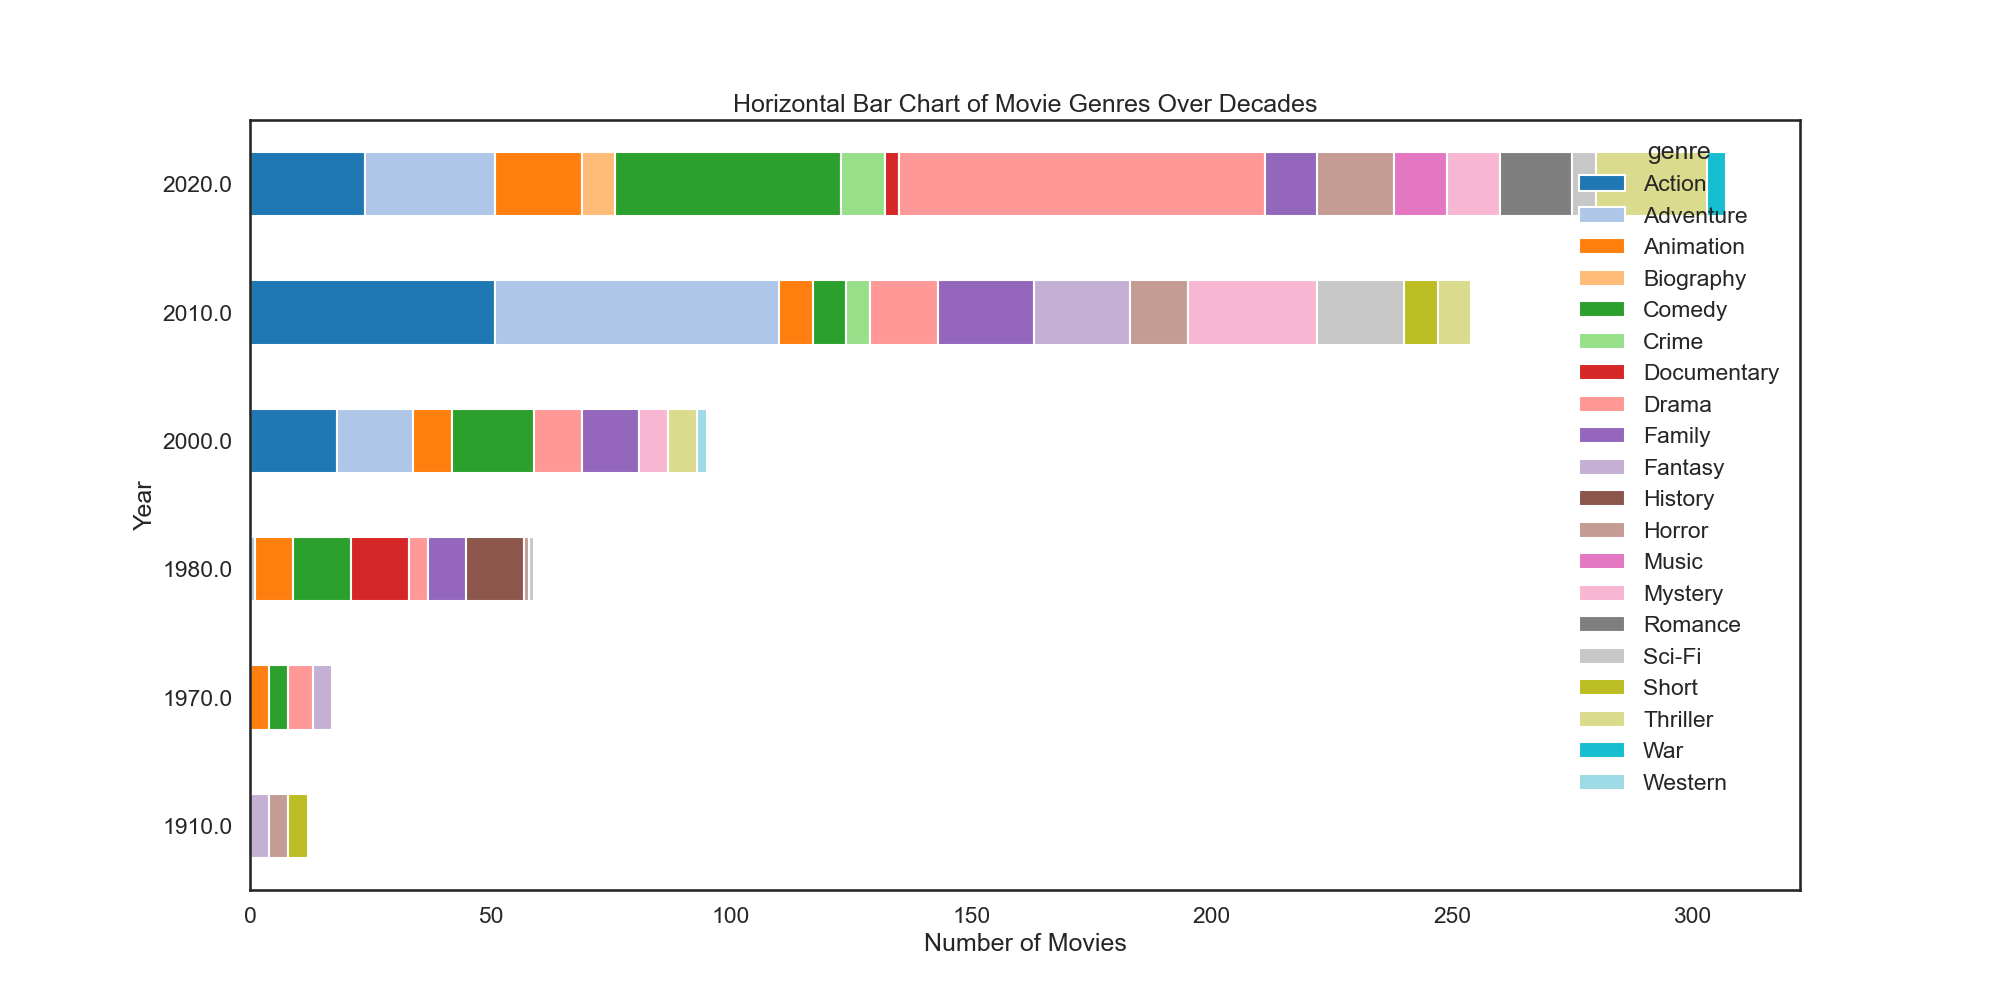 Horizontal Bar Chart of Movie Genres Over Decades
Year
2020.0
2010.0
2000.0
1980.0
1970.0
1910.0
0 50 100 150 200 250 300
Number of Movies
genre
Action
Adventure
Animation
Biography
Comedy
Crime
Documentary
Drama
Family
Fantasy
History
Horror
Music
Mystery
Romance
Sci-Fi
Short
Thriller
War
Western